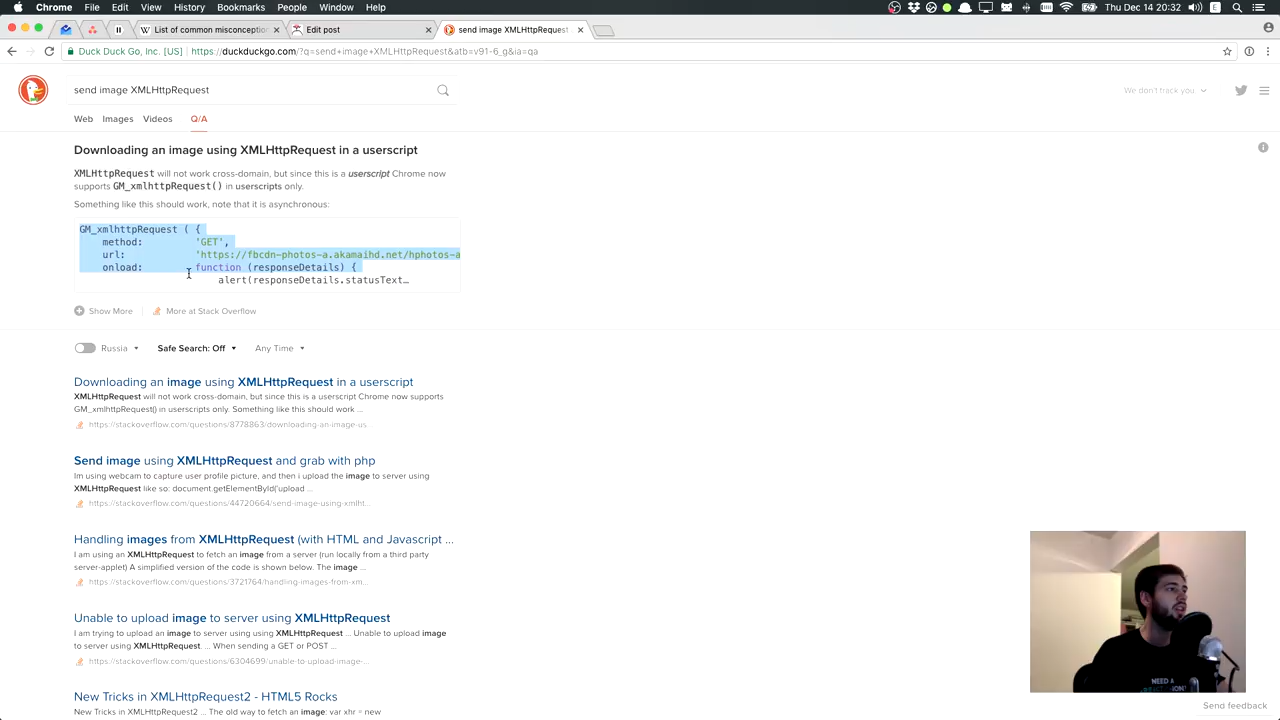 Chrome File Edit View History Bookmarks People Window Help
Thu Dec 14 20:32
List of common misconception
Edit post
send image XMLHttpRequest
Duck Duck Go, Inc. [US] https://duckduckgo.com/?q=send+image+XMLHttpRequest&atb=v91-6_g&ia=qa
send image XMLHttpRequest
We don't track you.
Web Images Videos Q/A
Downloading an image using XMLHttpRequest in a userscript
XMLHttpRequest will not work cross-domain, but since this is a userscript Chrome now
supports GM_xmlhttpRequest() in userscripts only.
Something like this should work, note that it is asynchronous:
GM_xmlhttpRequest ( {
method: 'GET',
url: 'https://fbcdn-photos-a.akamaihd.net/hphotos-a
onload: function (responseDetails) {
alert(responseDetails.statusText…
Show More More at Stack Overflow
Russia Safe Search: Off Any Time
Downloading an image using XMLHttpRequest in a userscript
XMLHttpRequest will not work cross-domain, but since this is a userscript Chrome now supports
GM_xmlhttpRequest() in userscripts only. Something like this should work ...
https://stackoverflow.com/questions/8778863/downloading-an-image-us...
Send image using XMLHttpRequest and grab with php
Im using webcam to capture user profile picture, and then i upload the image to server using
XMLHttpRequest like so: document.getElementById('upload ...
https://stackoverflow.com/questions/44720664/send-image-using-xmlht...
Handling images from XMLHttpRequest (with HTML and Javascript ...
I am using an XMLHttpRequest to fetch an image from a server (run locally from a third party
server-applet) A simplified version of the code is shown below. The image ...
https://stackoverflow.com/questions/3721764/handling-images-from-xm...
Unable to upload image to server using XMLHttpRequest
I am trying to upload an image to server using using XMLHttpRequest ... Unable to upload image
to server using XMLHttpRequest. ... When sending a GET or POST ...
https://stackoverflow.com/questions/6304699/unable-to-upload-image-...
New Tricks in XMLHttpRequest2 - HTML5 Rocks
New Tricks in XMLHttpRequest2 ... The old way to fetch an image: var xhr = new
NEED A
Send feedback